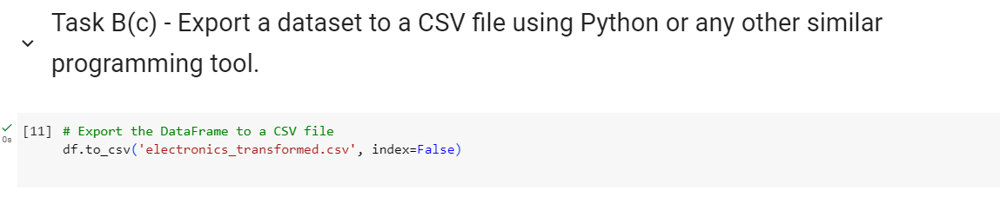 Task B(c) - Export a dataset to a CSV file using Python or any other similar
programming tool.
[11] # Export the DataFrame to a CSV file
0s
df.to_csv('electronics_transformed.csv', index=False)